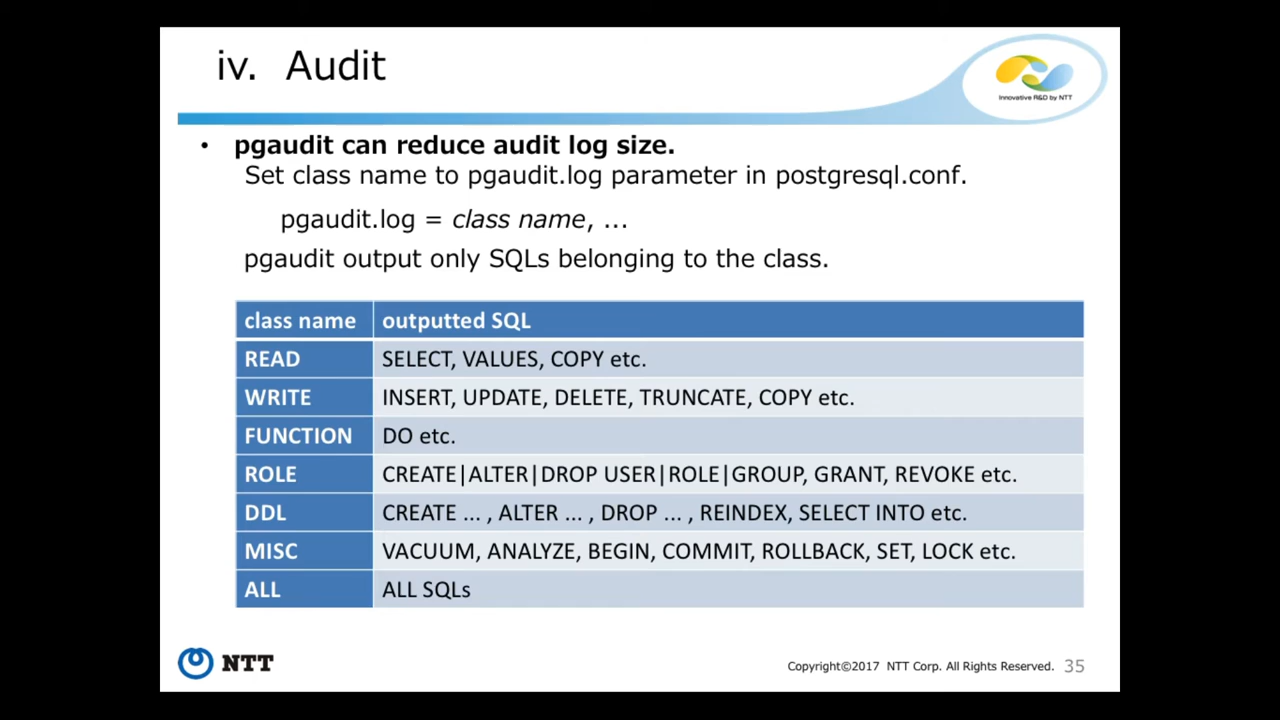 iv. Audit
Innovative R&D by NTT
• pgaudit can reduce audit log size.
Set class name to pgaudit.log parameter in postgresql.conf.
pgaudit.log = class name, ...
pgaudit output only SQLs belonging to the class.
class name outputted SQL
READ SELECT, VALUES, COPY etc.
WRITE INSERT, UPDATE, DELETE, TRUNCATE, COPY etc.
FUNCTION DO etc.
ROLE CREATE|ALTER|DROP USER|ROLE|GROUP, GRANT, REVOKE etc.
DDL CREATE ... , ALTER ... , DROP ... , REINDEX, SELECT INTO etc.
MISC VACUUM, ANALYZE, BEGIN, COMMIT, ROLLBACK, SET, LOCK etc.
ALL ALL SQLs
NTT
Copyright©2017 NTT Corp. All Rights Reserved. 35